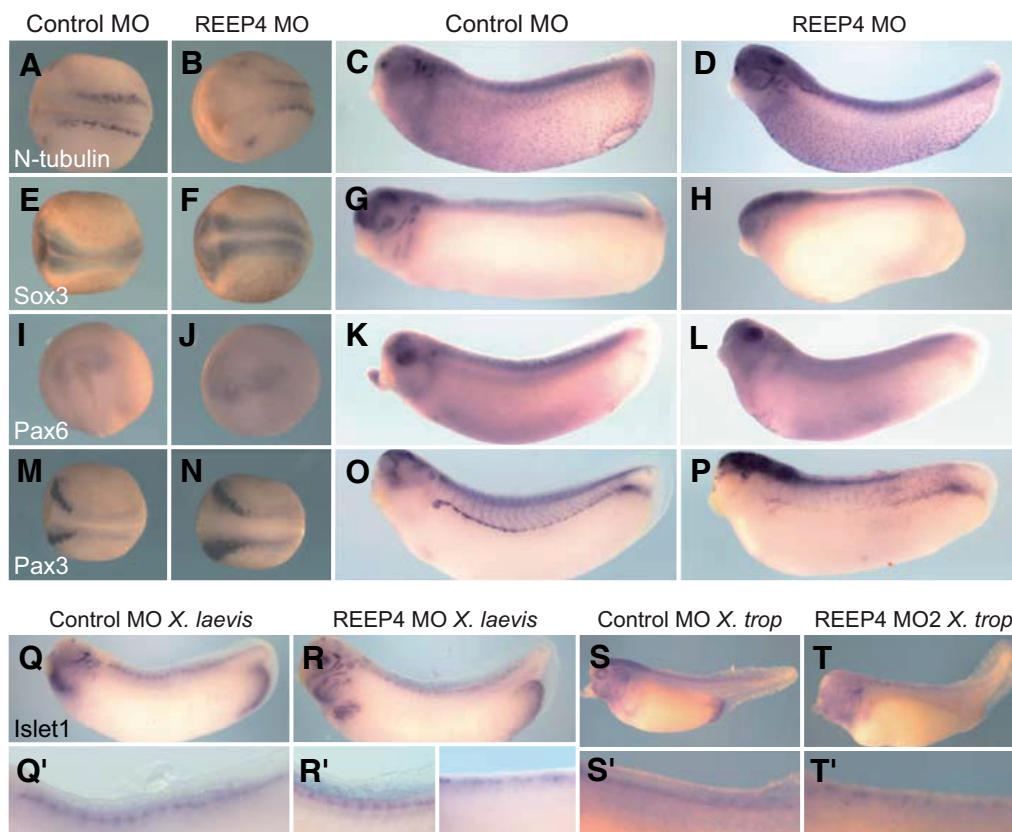 Control MO REEP4 MO Control MO REEP4 MO
A B C D
N-tubulin
E F G H
Sox3
I J K L
Pax6
M N O P
Pax3
Control MO X. laevis REEP4 MO X. laevis Control MO X. trop REEP4 MO2 X. trop
Q R S T
Islet1
Q' R' S' T'